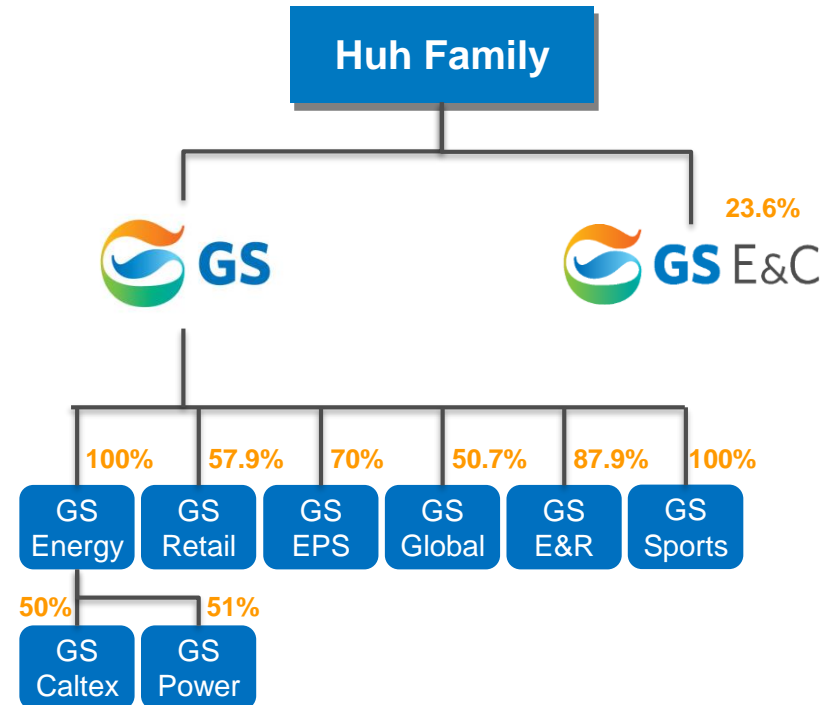 Huh Family
23.6%
GS
GS E&C
100%
57.9%
70%
50.7%
87.9%
100%
GS
Energy
GS
Retail
GS
EPS
GS
Global
GS
E&R
GS
Sports
50%
51%
GS
Caltex
GS
Power